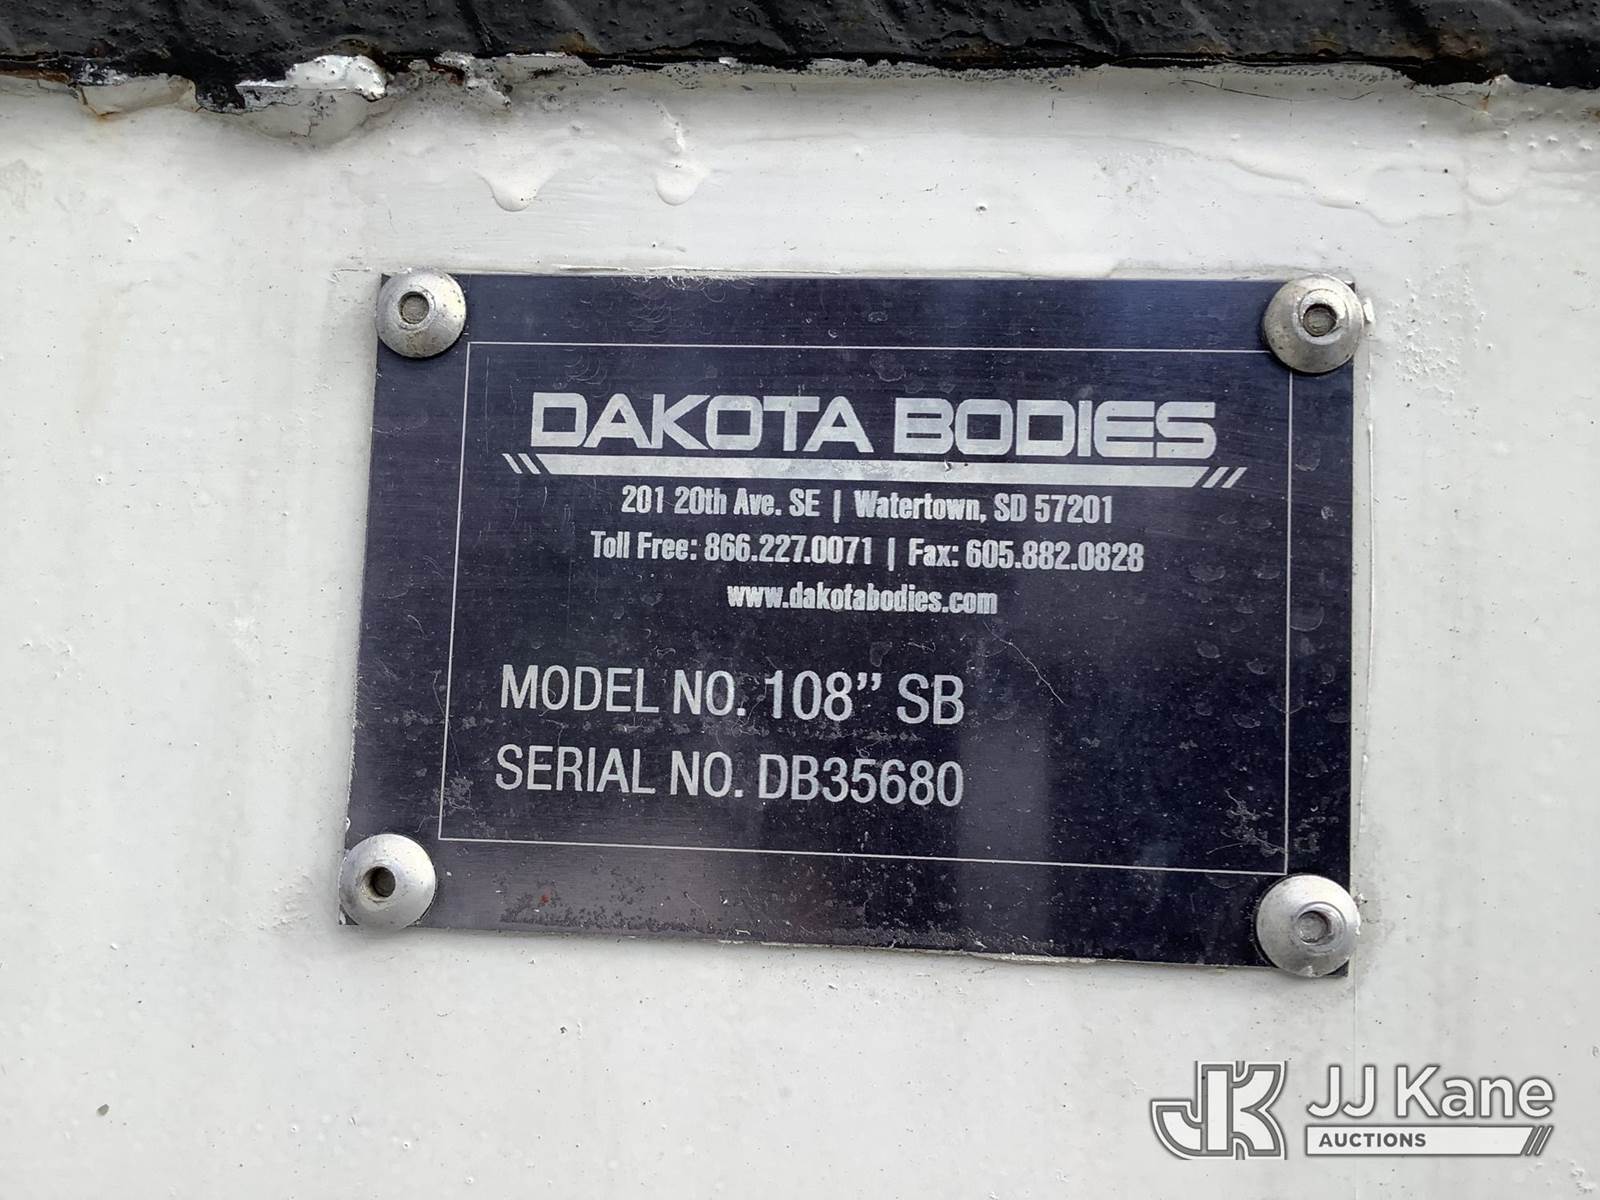 DAKOTA BODIES
201 20th Ave. SE | Watertown, SD 57201
Toll Free: 866.227.0071 | Fax: 605.882.0828
www.dakotabodies.com
MODEL NO. 108” SB
SERIAL NO. DB35680
JK JJ Kane
AUCTIONS